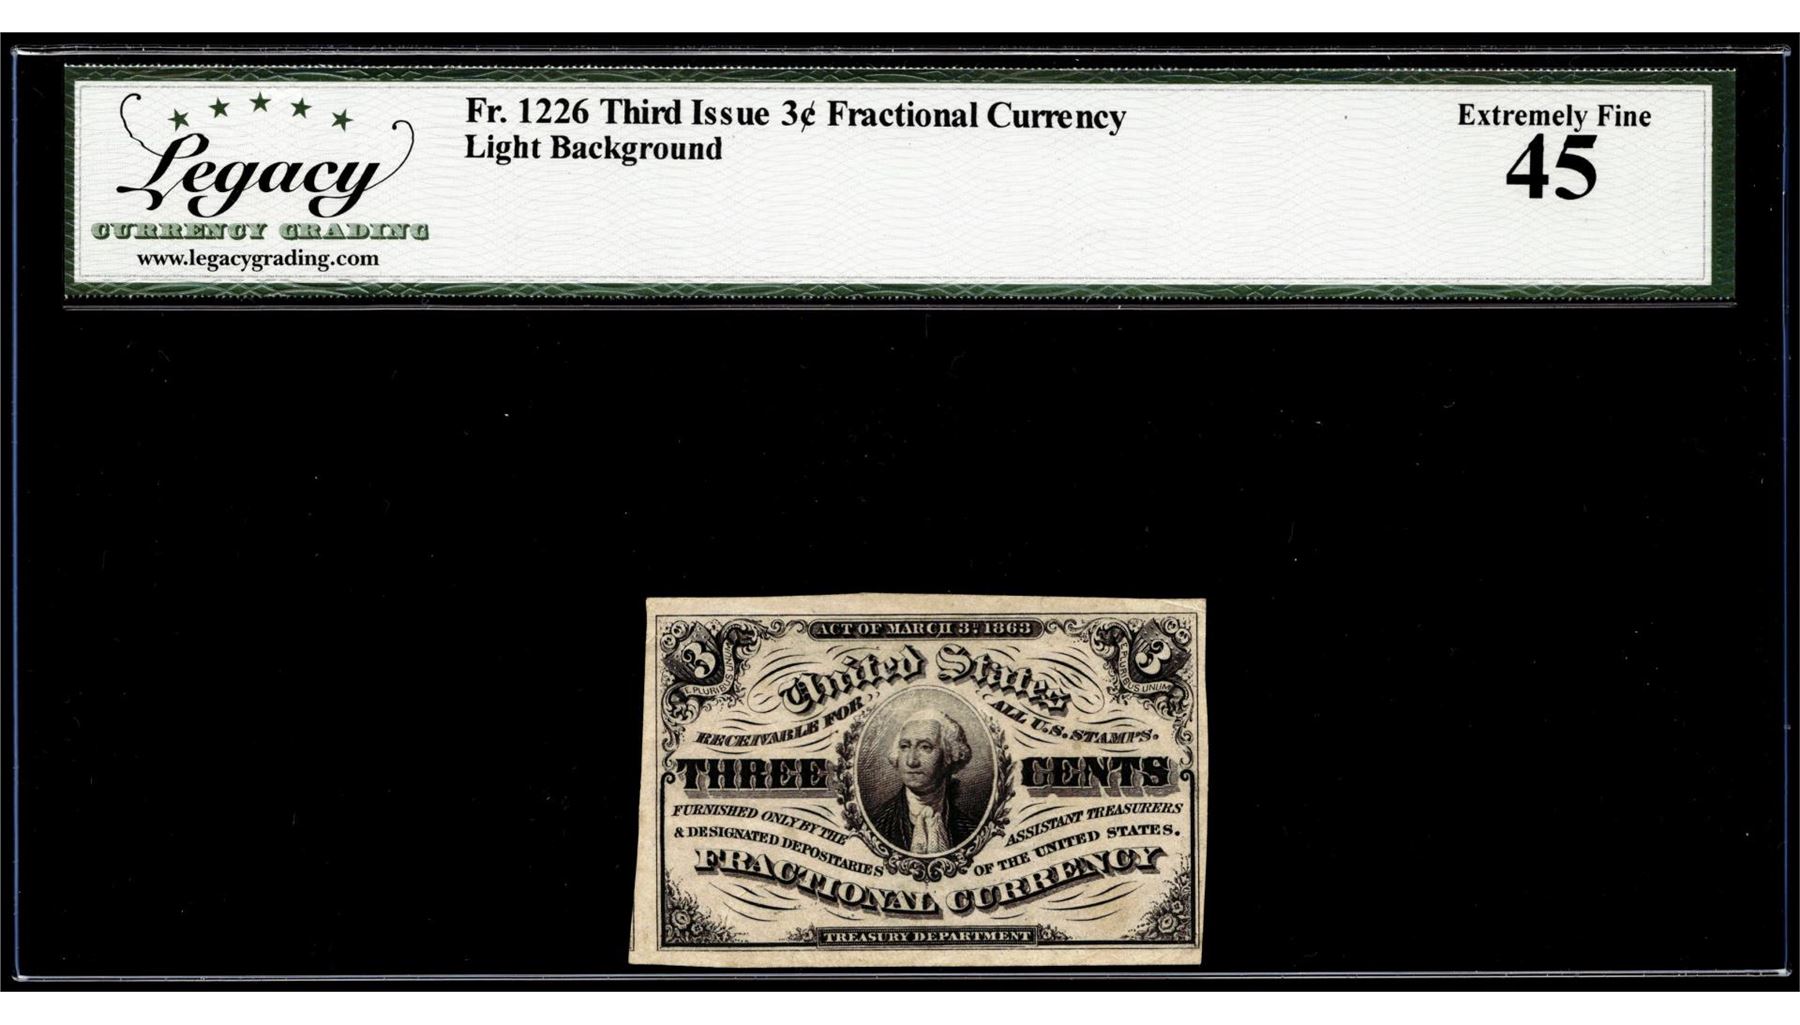 Legacy
CURRENCY GRADING
www.legacygrading.com
Fr. 1226 Third Issue 3¢ Fractional Currency
Light Background
Extremely Fine
45
ACT OF MARCH 3RD 1863
3
3
E PLURIBUS UNUM
E PLURIBUS UNUM
United States
RECEIVABLE FOR ALL U.S. STAMPS.
THREE CENTS
FURNISHED ONLY BY THE ASSISTANT TREASURERS
& DESIGNATED DEPOSITARIES OF THE UNITED STATES.
FRACTIONAL CURRENCY
TREASURY DEPARTMENT